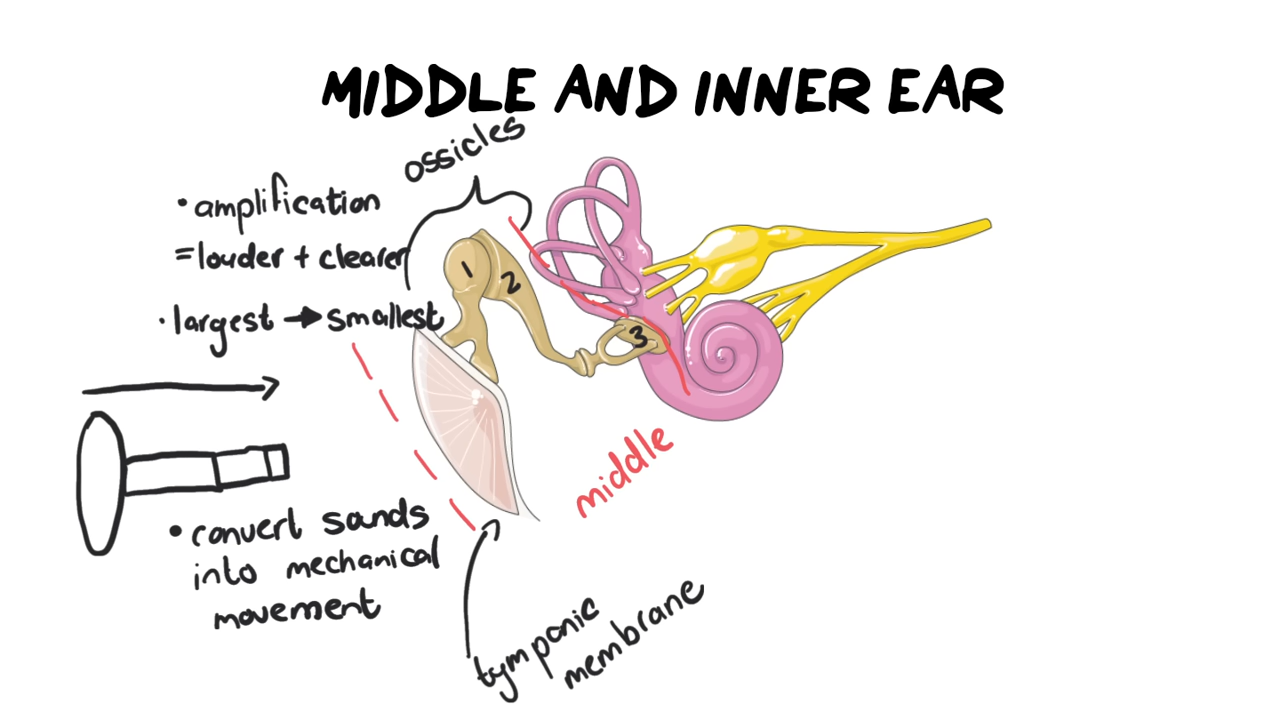 MIDDLE AND INNER EAR
ossicles
• amplification
= louder + clearer
• largest → smallest
1
2
3
middle
• convert sounds
into mechanical
movement
tympanic
membrane